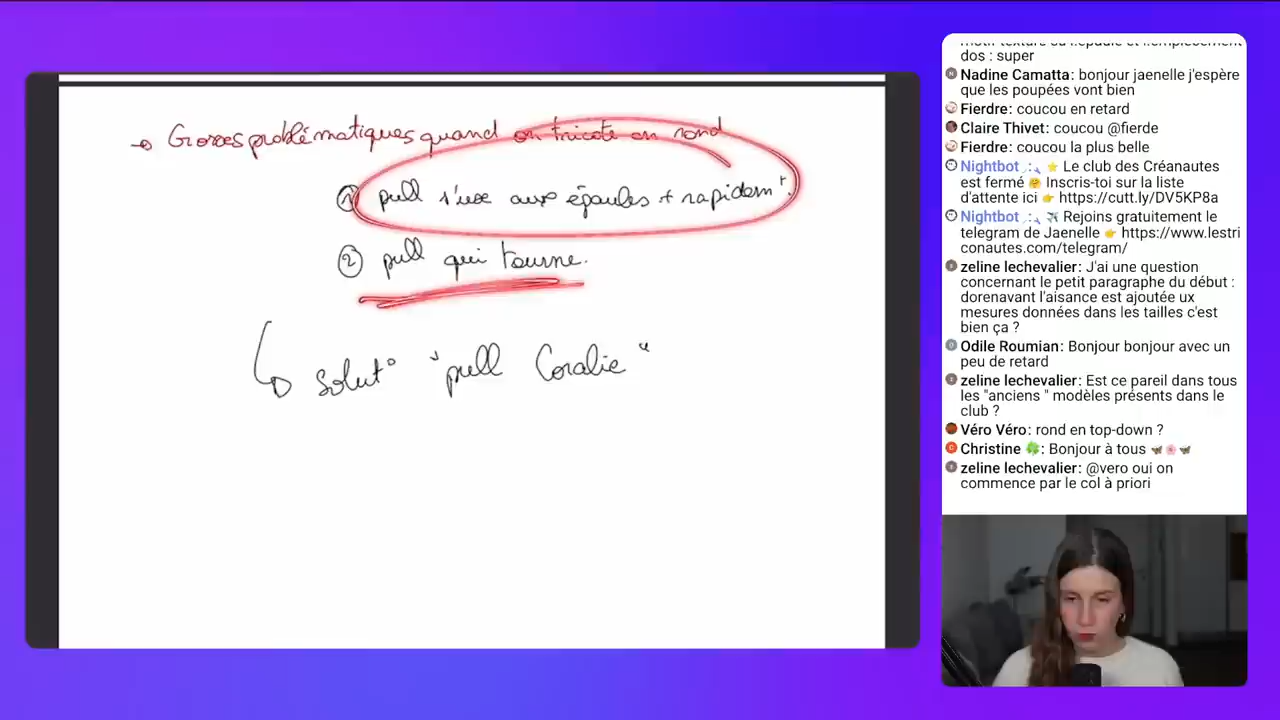 → Grosses problématiques quand on tricote en rond
① pull s'use aux épaules + rapidemt.
② pull qui tourne.
↳ solut° "pull Coralie"
dos : super
Nadine Camatta: bonjour jaenelle j'espère
que les poupées vont bien
Fierdre: coucou en retard
Claire Thivet: coucou @fierde
Fierdre: coucou la plus belle
Nightbot : ⭐ Le club des Créanautes
est fermé 🤗 Inscris-toi sur la liste
d'attente ici 👉 https://cutt.ly/DV5KP8a
Nightbot : ✈️ Rejoins gratuitement le
telegram de Jaenelle 👉 https://www.lestri
conautes.com/telegram/
zeline lechevalier: J'ai une question
concernant le petit paragraphe du début :
dorenavant l'aisance est ajoutée ux
mesures données dans les tailles c'est
bien ça ?
Odile Roumian: Bonjour bonjour avec un
peu de retard
zeline lechevalier: Est ce pareil dans tous
les "anciens " modèles présents dans le
club ?
Véro Véro: rond en top-down ?
Christine 🍀: Bonjour à tous 🦋🌸🦋
zeline lechevalier: @vero oui on
commence par le col à priori